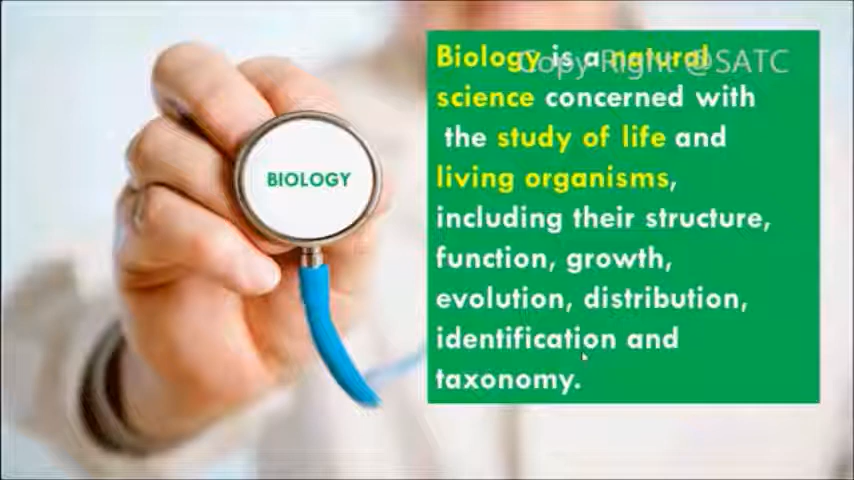 BIOLOGY
Copy Right @SATC
Biology is a natural
science concerned with
the study of life and
living organisms,
including their structure,
function, growth,
evolution, distribution,
identification and
taxonomy.